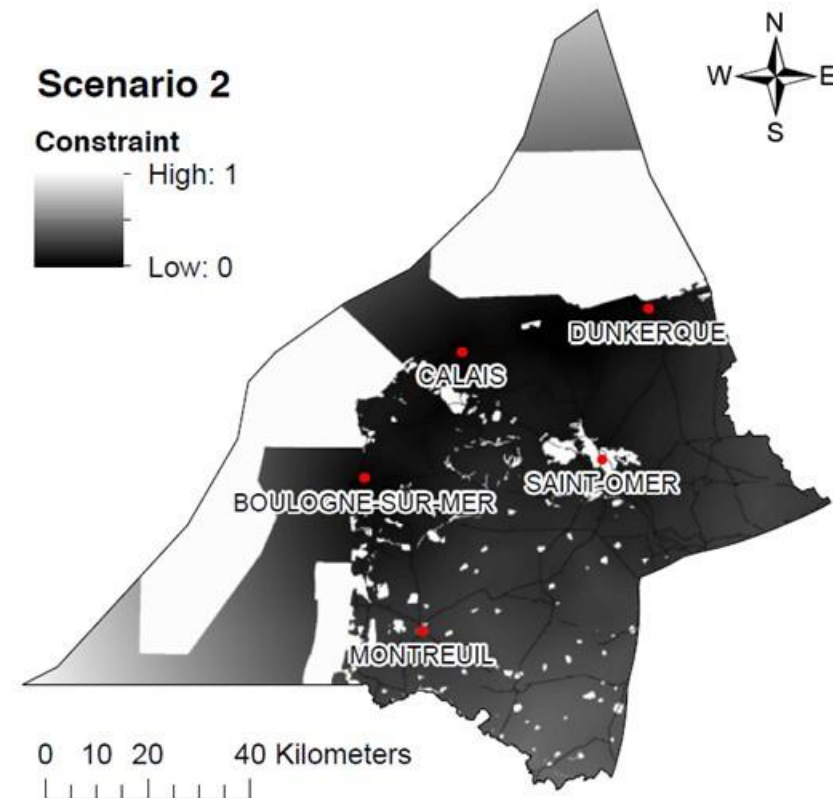 N
W E
S
Scenario 2
Constraint
High: 1
Low: 0
DUNKERQUE
CALAIS
SAINT-OMER
BOULOGNE-SUR-MER
MONTREUIL
0 10 20 40 Kilometers